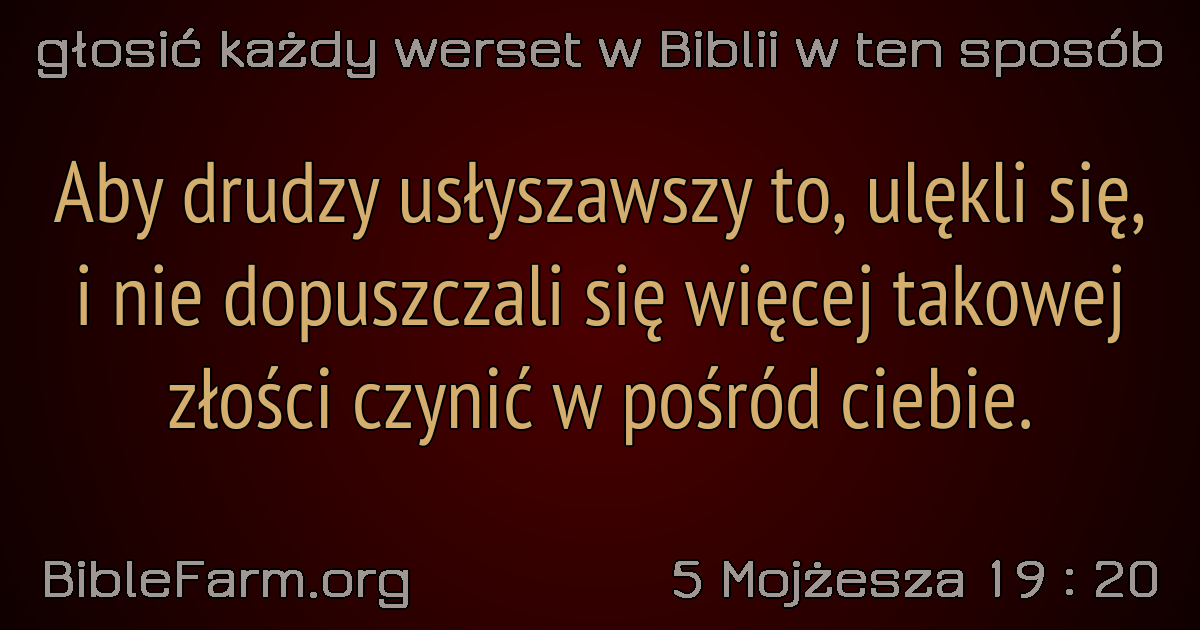 głosić każdy werset w Biblii w ten sposób
Aby drudzy usłyszawszy to, ulękli się,
i nie dopuszczali się więcej takowej
złości czynić w pośród ciebie.
BibleFarm.org
5 Mojżesza 19 : 20